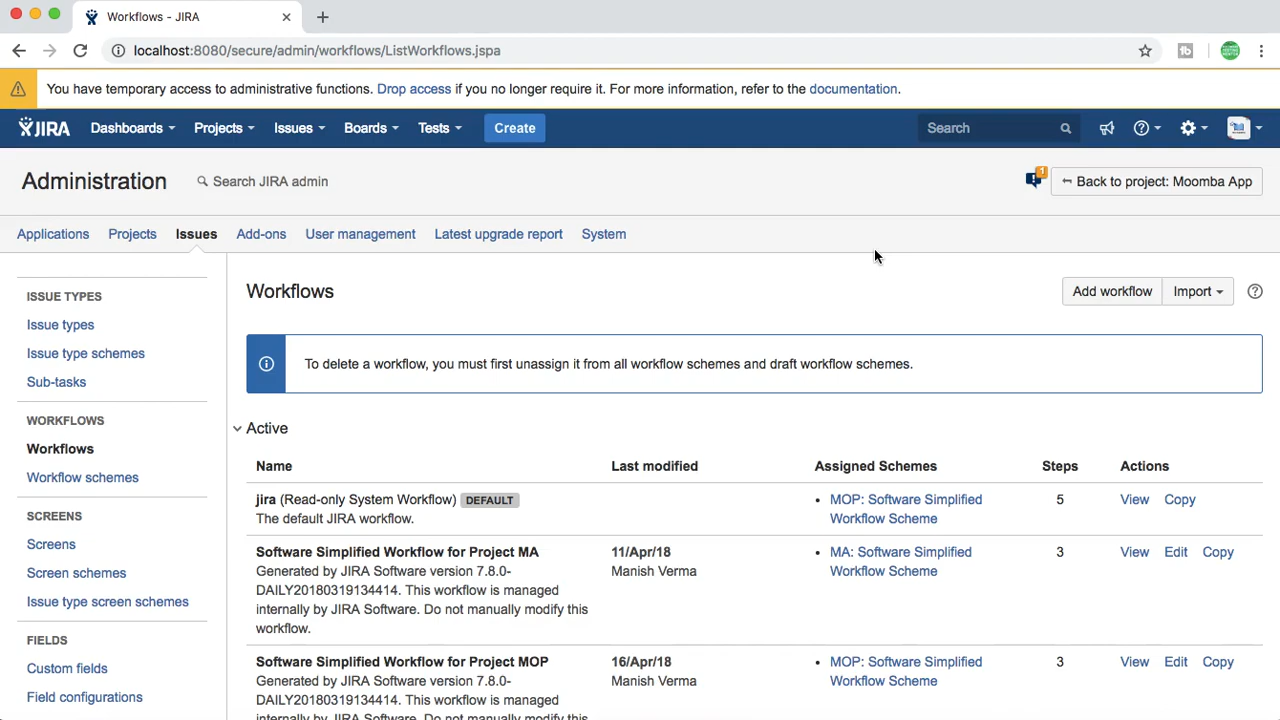 Workflows - JIRA
localhost:8080/secure/admin/workflows/ListWorkflows.jspa
You have temporary access to administrative functions. Drop access if you no longer require it. For more information, refer to the documentation.
JIRA Dashboards Projects Issues Boards Tests Create Search
Administration Search JIRA admin 1 Back to project: Moomba App
Applications Projects Issues Add-ons User management Latest upgrade report System
ISSUE TYPES
Issue types
Issue type schemes
Sub-tasks
WORKFLOWS
Workflows
Workflow schemes
SCREENS
Screens
Screen schemes
Issue type screen schemes
FIELDS
Custom fields
Field configurations
Workflows Add workflow Import
To delete a workflow, you must first unassign it from all workflow schemes and draft workflow schemes.
Active
Name Last modified Assigned Schemes Steps Actions
jira (Read-only System Workflow) DEFAULT • MOP: Software Simplified 5 View Copy
The default JIRA workflow. Workflow Scheme
Software Simplified Workflow for Project MA 11/Apr/18 • MA: Software Simplified 3 View Edit Copy
Generated by JIRA Software version 7.8.0- Manish Verma Workflow Scheme
DAILY20180319134414. This workflow is managed
internally by JIRA Software. Do not manually modify this
workflow.
Software Simplified Workflow for Project MOP 16/Apr/18 • MOP: Software Simplified 3 View Edit Copy
Generated by JIRA Software version 7.8.0- Manish Verma Workflow Scheme
DAILY20180319134414. This workflow is managed
internally by JIRA Software. Do not manually modify this